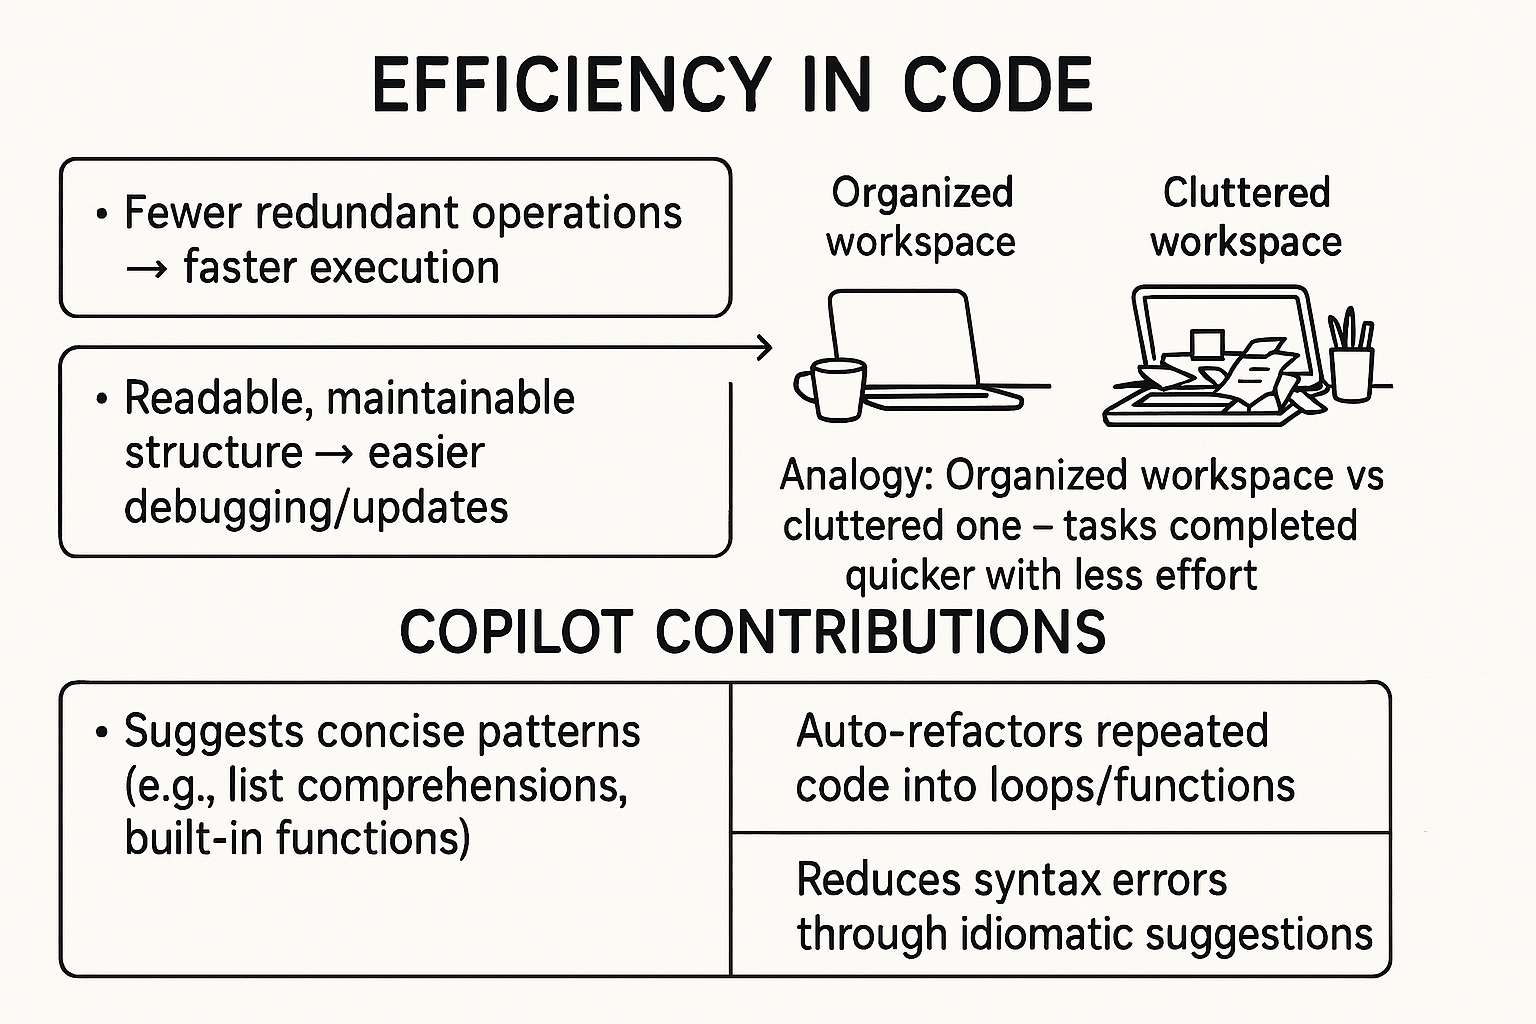 EFFICIENCY IN CODE
• Fewer redundant operations
→ faster execution
• Readable, maintainable
structure → easier
debugging/updates
Organized
workspace
Cluttered
workspace
Analogy: Organized workspace vs
cluttered one – tasks completed
quicker with less effort
COPILOT CONTRIBUTIONS
• Suggests concise patterns
(e.g., list comprehensions,
built-in functions)
Auto-refactors repeated
code into loops/functions
Reduces syntax errors
through idiomatic suggestions